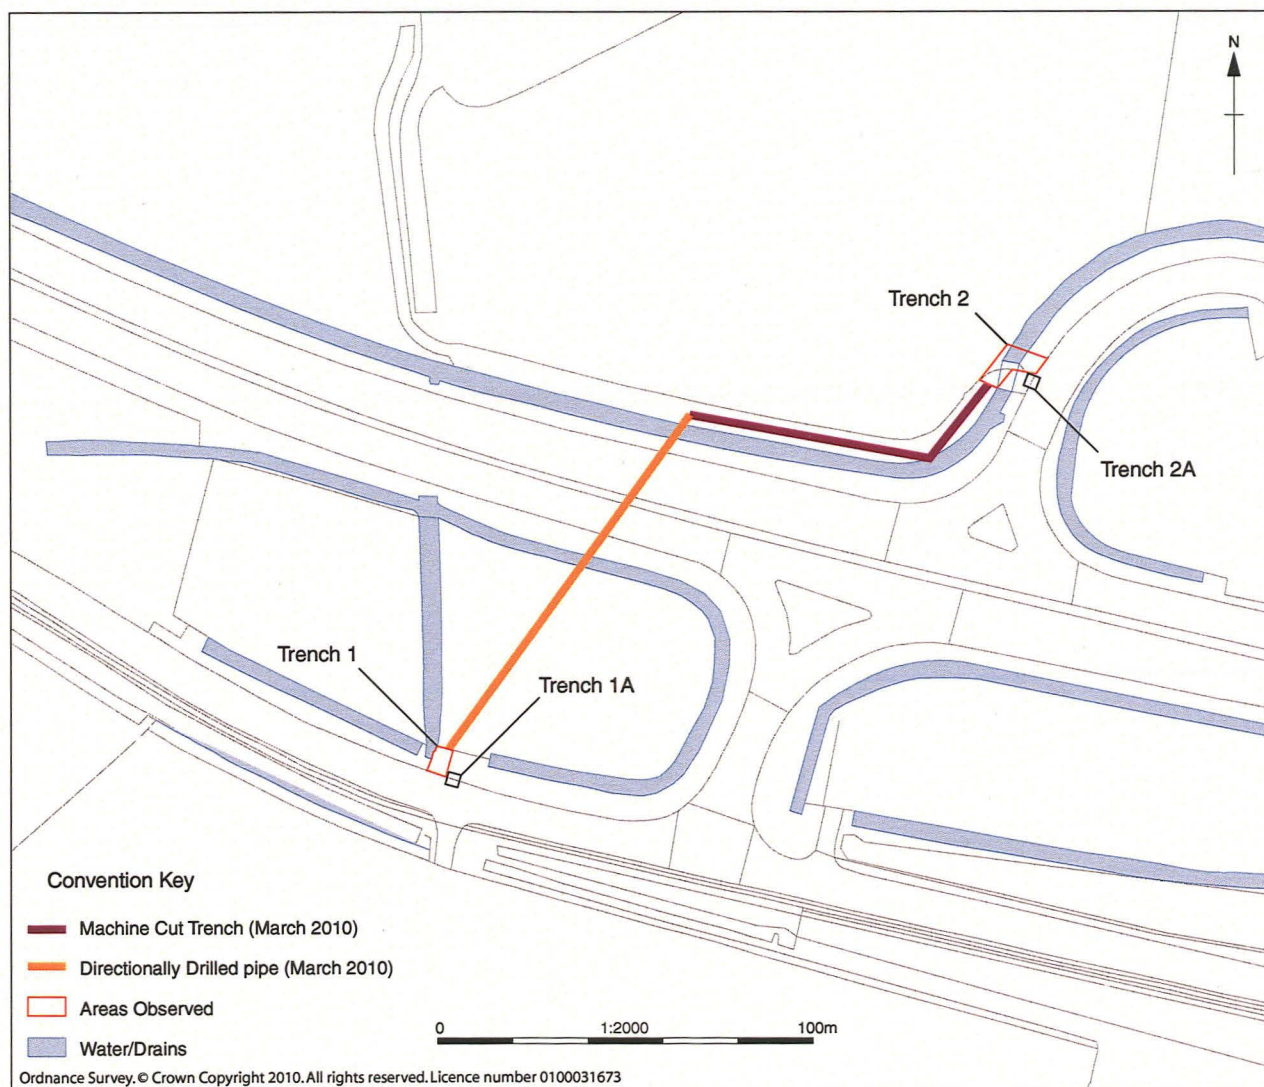 N
Trench 2
Trench 2A
Trench 1
Trench 1A
Convention Key
Machine Cut Trench (March 2010)
Directionally Drilled pipe (March 2010)
Areas Observed
Water/Drains
0 1:2000 100m
Ordnance Survey.© Crown Copyright 2010. All rights reserved. Licence number 0100031673